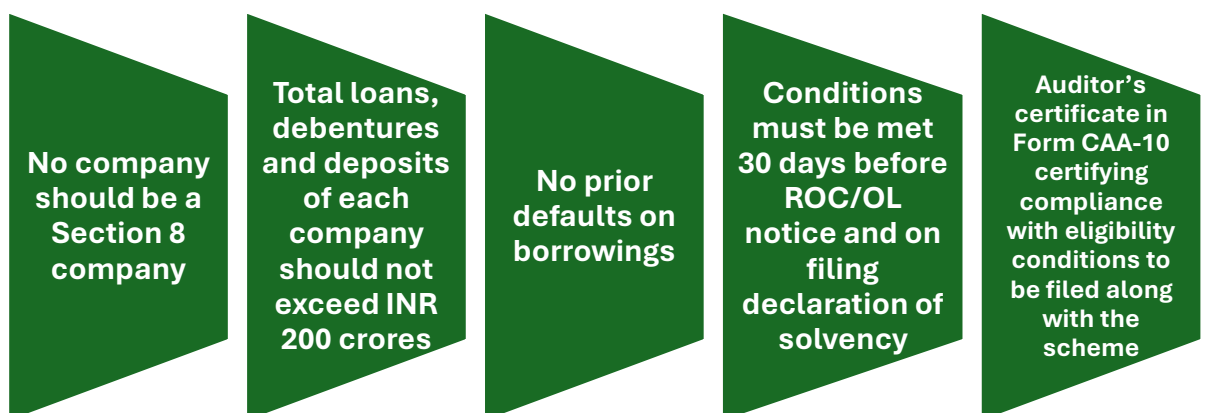 No company
should be a
Section 8
company
Total loans,
debentures
and deposits
of each
company
should not
exceed INR
200 crores
No prior
defaults on
borrowings
Conditions
must be met
30 days before
ROC/OL
notice and on
filing
declaration of
solvency
Auditor’s
certificate in
Form CAA-10
certifying
compliance
with eligibility
conditions to
be filed along
with the
scheme